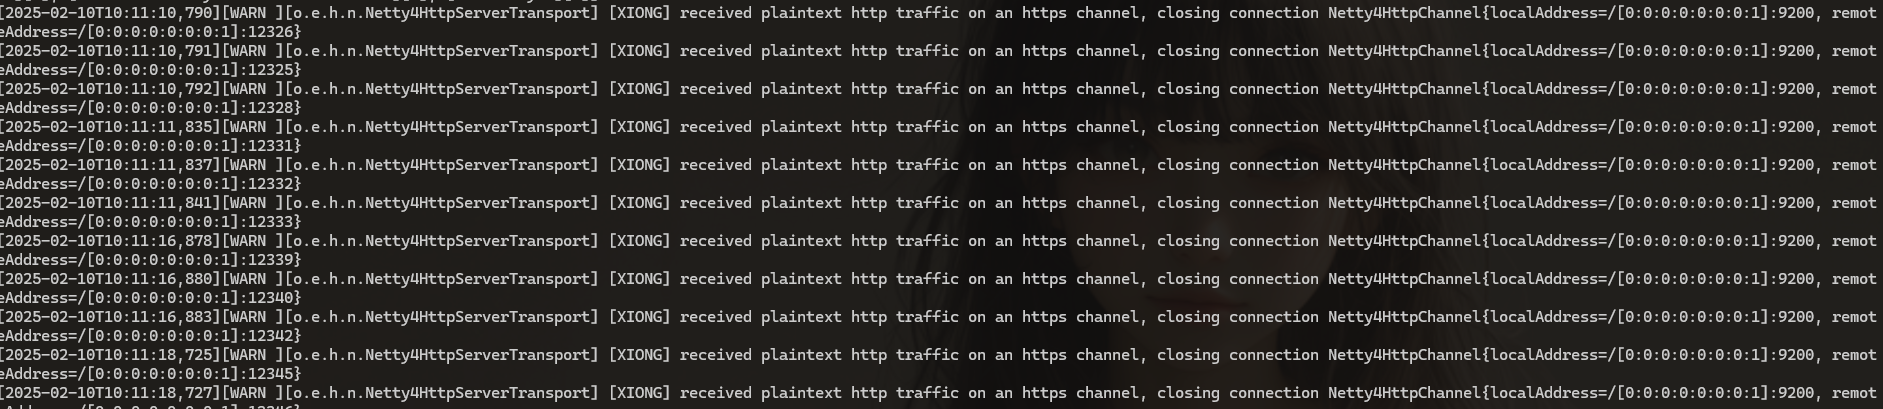 [2025-02-10T10:11:10,790][WARN ][o.e.h.n.Netty4HttpServerTransport] [XIONG] received plaintext http traffic on an https channel, closing connection Netty4HttpChannel{localAddress=/[0:0:0:0:0:0:0:1]:9200, remot
eAddress=/[0:0:0:0:0:0:0:1]:12326}
[2025-02-10T10:11:10,791][WARN ][o.e.h.n.Netty4HttpServerTransport] [XIONG] received plaintext http traffic on an https channel, closing connection Netty4HttpChannel{localAddress=/[0:0:0:0:0:0:0:1]:9200, remot
eAddress=/[0:0:0:0:0:0:0:1]:12325}
[2025-02-10T10:11:10,792][WARN ][o.e.h.n.Netty4HttpServerTransport] [XIONG] received plaintext http traffic on an https channel, closing connection Netty4HttpChannel{localAddress=/[0:0:0:0:0:0:0:1]:9200, remot
eAddress=/[0:0:0:0:0:0:0:1]:12328}
[2025-02-10T10:11:11,835][WARN ][o.e.h.n.Netty4HttpServerTransport] [XIONG] received plaintext http traffic on an https channel, closing connection Netty4HttpChannel{localAddress=/[0:0:0:0:0:0:0:1]:9200, remot
eAddress=/[0:0:0:0:0:0:0:1]:12331}
[2025-02-10T10:11:11,837][WARN ][o.e.h.n.Netty4HttpServerTransport] [XIONG] received plaintext http traffic on an https channel, closing connection Netty4HttpChannel{localAddress=/[0:0:0:0:0:0:0:1]:9200, remot
eAddress=/[0:0:0:0:0:0:0:1]:12332}
[2025-02-10T10:11:11,841][WARN ][o.e.h.n.Netty4HttpServerTransport] [XIONG] received plaintext http traffic on an https channel, closing connection Netty4HttpChannel{localAddress=/[0:0:0:0:0:0:0:1]:9200, remot
eAddress=/[0:0:0:0:0:0:0:1]:12333}
[2025-02-10T10:11:16,878][WARN ][o.e.h.n.Netty4HttpServerTransport] [XIONG] received plaintext http traffic on an https channel, closing connection Netty4HttpChannel{localAddress=/[0:0:0:0:0:0:0:1]:9200, remot
eAddress=/[0:0:0:0:0:0:0:1]:12339}
[2025-02-10T10:11:16,880][WARN ][o.e.h.n.Netty4HttpServerTransport] [XIONG] received plaintext http traffic on an https channel, closing connection Netty4HttpChannel{localAddress=/[0:0:0:0:0:0:0:1]:9200, remot
eAddress=/[0:0:0:0:0:0:0:1]:12340}
[2025-02-10T10:11:16,883][WARN ][o.e.h.n.Netty4HttpServerTransport] [XIONG] received plaintext http traffic on an https channel, closing connection Netty4HttpChannel{localAddress=/[0:0:0:0:0:0:0:1]:9200, remot
eAddress=/[0:0:0:0:0:0:0:1]:12342}
[2025-02-10T10:11:18,725][WARN ][o.e.h.n.Netty4HttpServerTransport] [XIONG] received plaintext http traffic on an https channel, closing connection Netty4HttpChannel{localAddress=/[0:0:0:0:0:0:0:1]:9200, remot
eAddress=/[0:0:0:0:0:0:0:1]:12345}
[2025-02-10T10:11:18,727][WARN ][o.e.h.n.Netty4HttpServerTransport] [XIONG] received plaintext http traffic on an https channel, closing connection Netty4HttpChannel{localAddress=/[0:0:0:0:0:0:0:1]:9200, remot